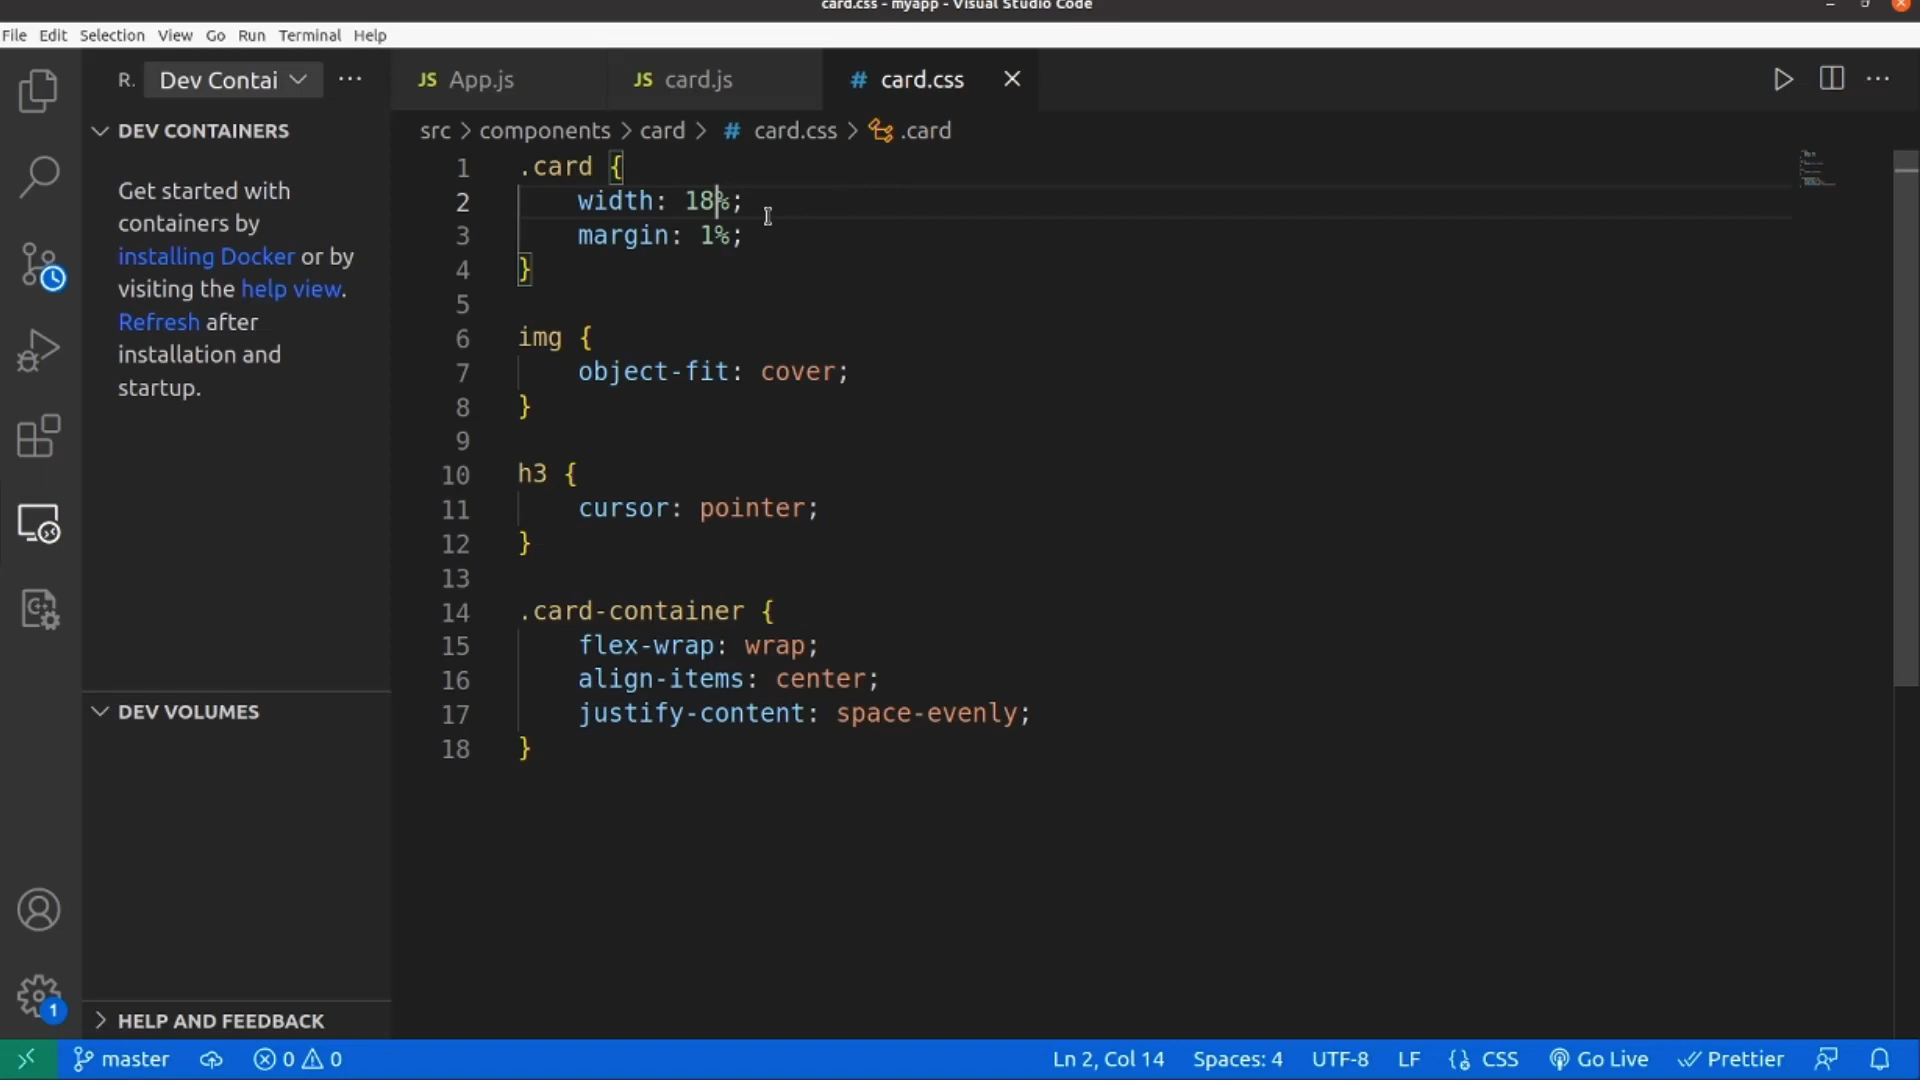 card.css - myapp - Visual Studio Code
File Edit Selection View Go Run Terminal Help
R. Dev Contai ···
JS App.js JS card.js # card.css
DEV CONTAINERS
Get started with
containers by
installing Docker or by
visiting the help view.
Refresh after
installation and
startup.
DEV VOLUMES
HELP AND FEEDBACK
src > components > card > # card.css > .card
1 .card {
2 width: 18%;
3 margin: 1%;
4 }
5
6 img {
7 object-fit: cover;
8 }
9
10 h3 {
11 cursor: pointer;
12 }
13
14 .card-container {
15 flex-wrap: wrap;
16 align-items: center;
17 justify-content: space-evenly;
18 }
1
master 0 0 Ln 2, Col 14 Spaces: 4 UTF-8 LF {} CSS Go Live Prettier